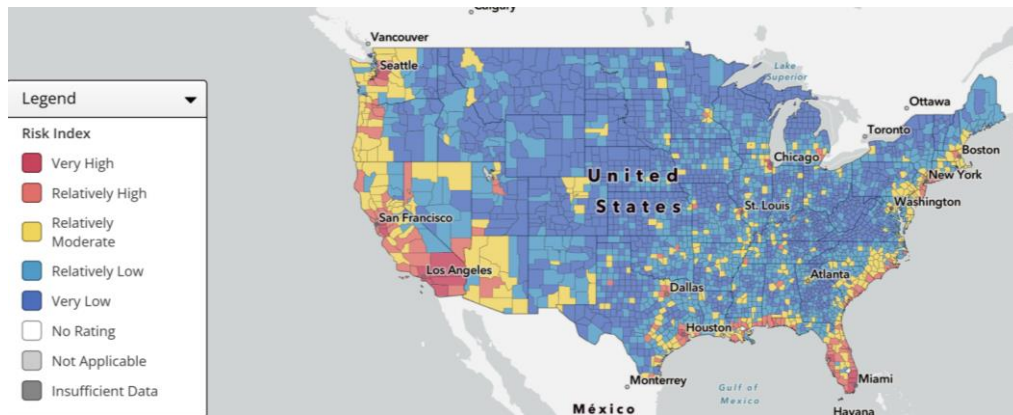 Calgary
Vancouver
Seattle
Lake
Superior
Ottawa
Toronto
Boston
Chicago
New York
United
States
Washington
St. Louis
San Francisco
Los Angeles
Atlanta
Dallas
Houston
Miami
Monterrey
Gulf of
Mexico
México
Havana
Legend
Risk Index
Very High
Relatively High
Relatively
Moderate
Relatively Low
Very Low
No Rating
Not Applicable
Insufficient Data